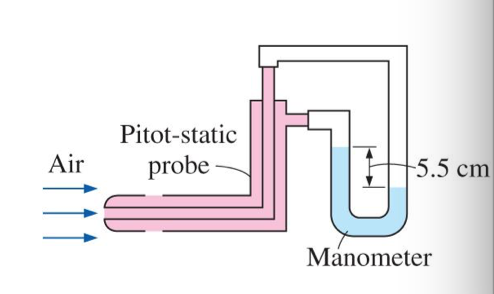 Pitot-static
probe
Air
5.5 cm
Manometer